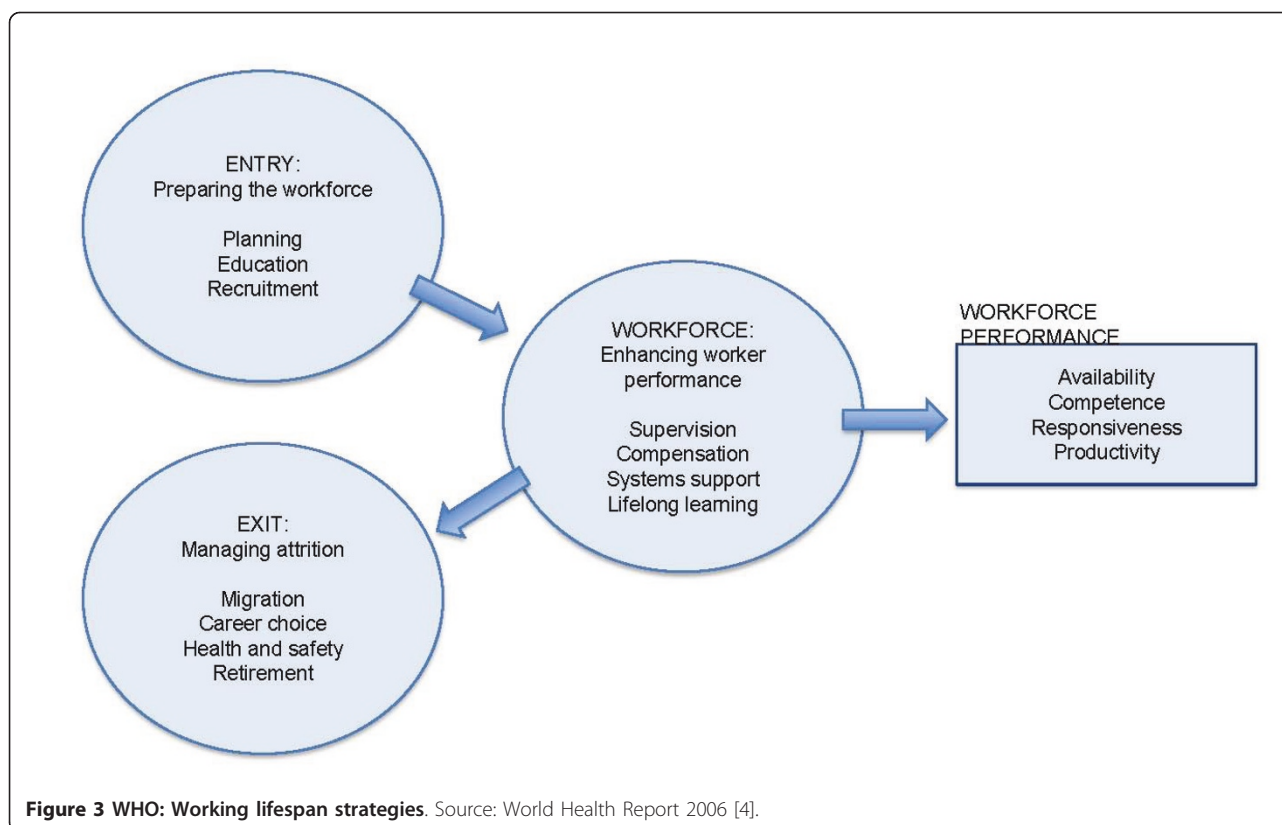 ENTRY:
Preparing the workforce
Planning
Education
Recruitment
WORKFORCE:
Enhancing worker
performance
Supervision
Compensation
Systems support
Lifelong learning
WORKFORCE
PERFORMANCE
Availability
Competence
Responsiveness
Productivity
EXIT:
Managing attrition
Migration
Career choice
Health and safety
Retirement
Figure 3 WHO: Working lifespan strategies. Source: World Health Report 2006 [4].